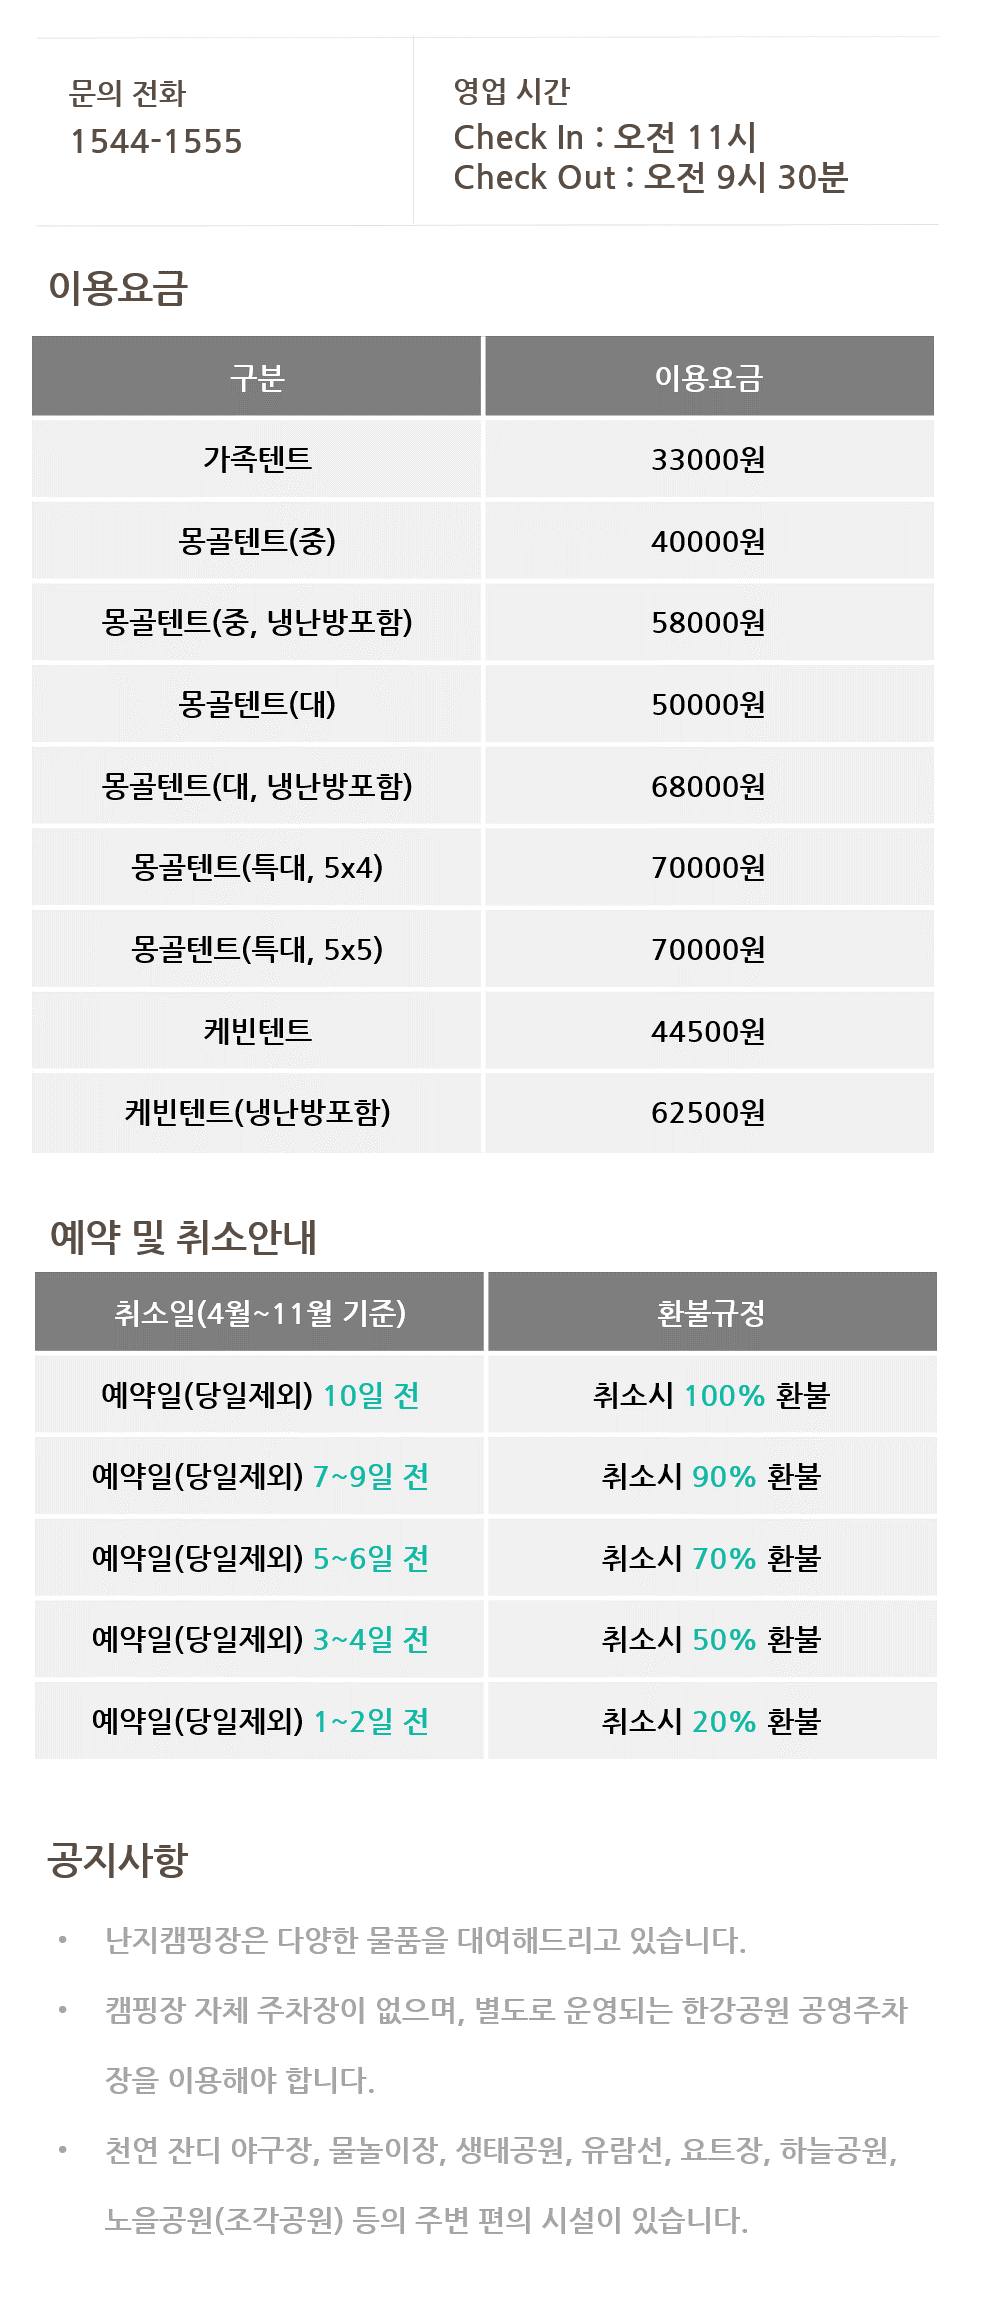 문의 전화
1544-1555
영업 시간
Check In : 오전 11시
Check Out : 오전 9시 30분
이용요금
구분 이용요금
가족텐트 33000원
몽골텐트(중) 40000원
몽골텐트(중, 냉난방포함) 58000원
몽골텐트(대) 50000원
몽골텐트(대, 냉난방포함) 68000원
몽골텐트(특대, 5x4) 70000원
몽골텐트(특대, 5x5) 70000원
케빈텐트 44500원
케빈텐트(냉난방포함) 62500원
예약 및 취소안내
취소일(4월~11월 기준) 환불규정
예약일(당일제외) 10일 전 취소시 100% 환불
예약일(당일제외) 7~9일 전 취소시 90% 환불
예약일(당일제외) 5~6일 전 취소시 70% 환불
예약일(당일제외) 3~4일 전 취소시 50% 환불
예약일(당일제외) 1~2일 전 취소시 20% 환불
공지사항
• 난지캠핑장은 다양한 물품을 대여해드리고 있습니다.
• 캠핑장 자체 주차장이 없으며, 별도로 운영되는 한강공원 공영주차
장을 이용해야 합니다.
• 천연 잔디 야구장, 물놀이장, 생태공원, 유람선, 요트장, 하늘공원,
노을공원(조각공원) 등의 주변 편의 시설이 있습니다.